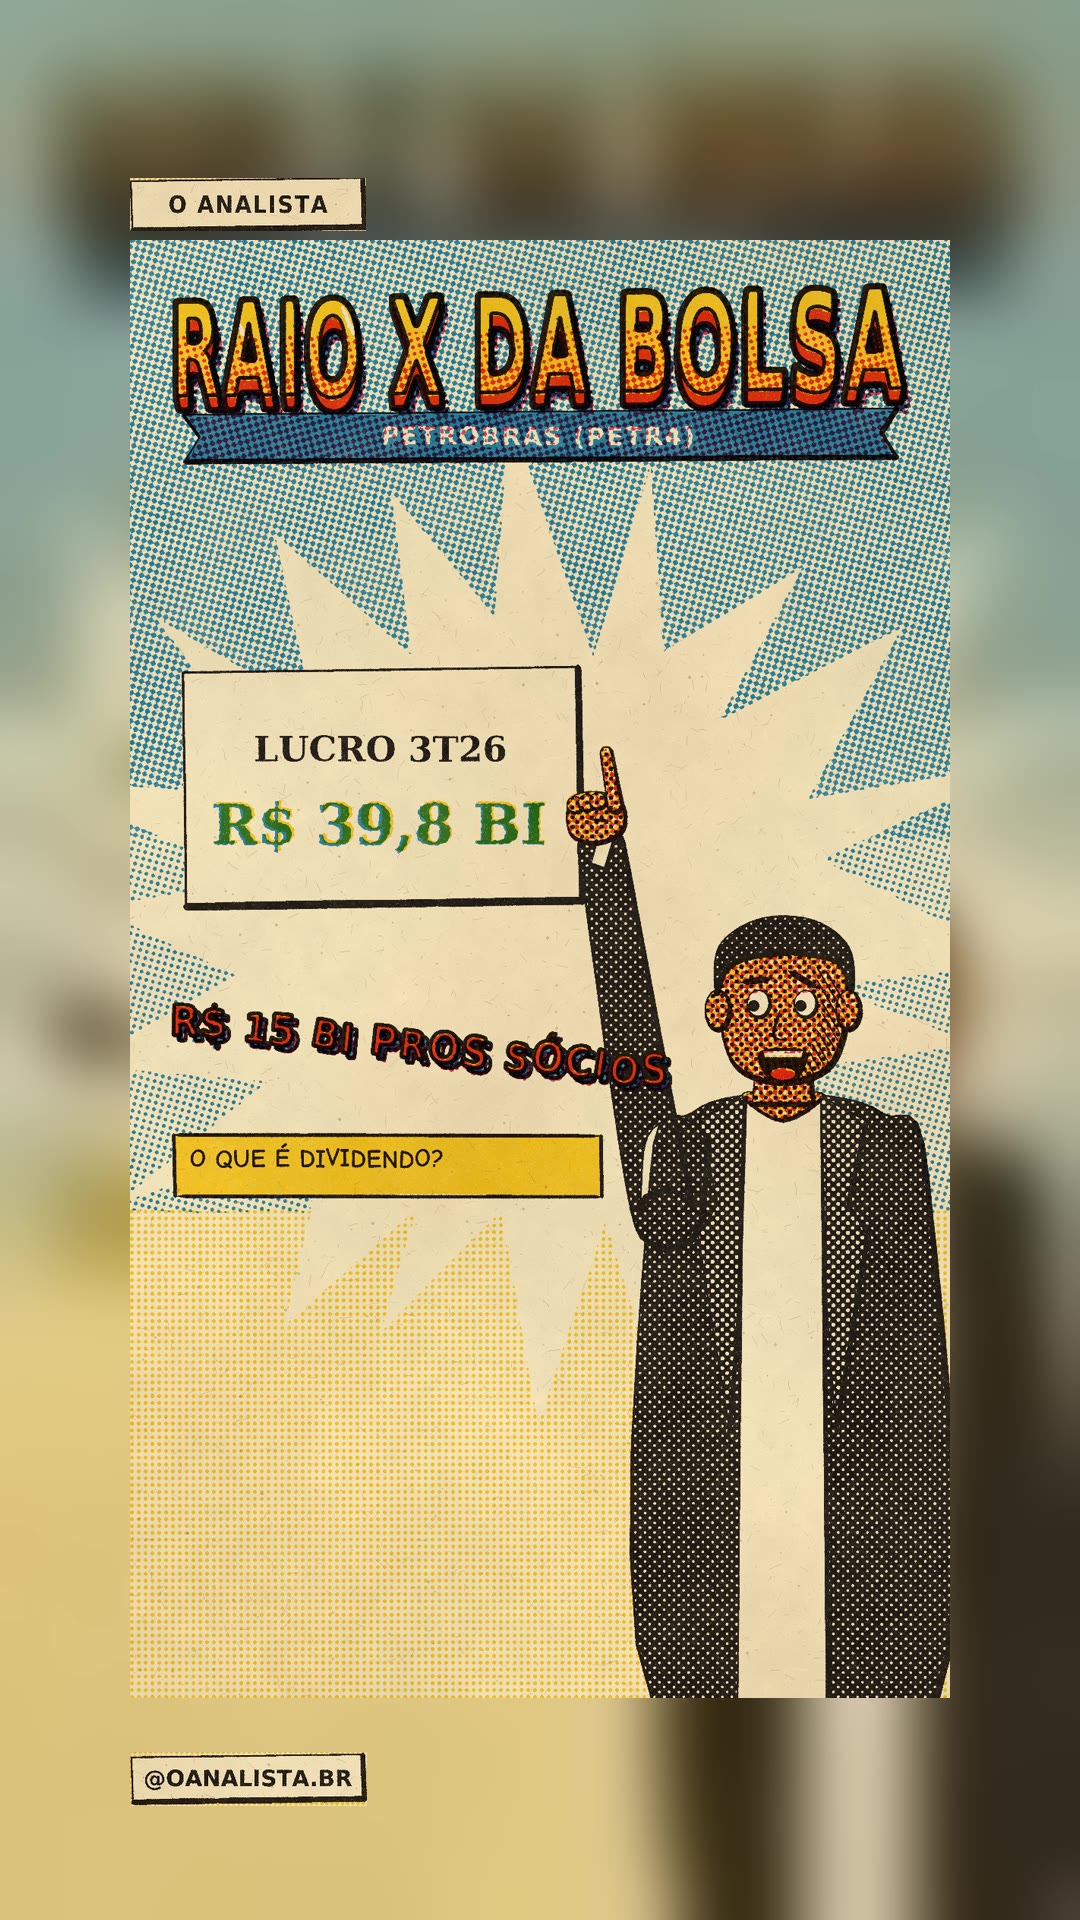 O ANALISTA
RAIO X DA BOLSA
PETROBRAS (PETR4)
LUCRO 3T26
R$ 39,8 BI
R$ 15 BI PROS SÓCIOS
O QUE É DIVIDENDO?
@OANALISTA.BR